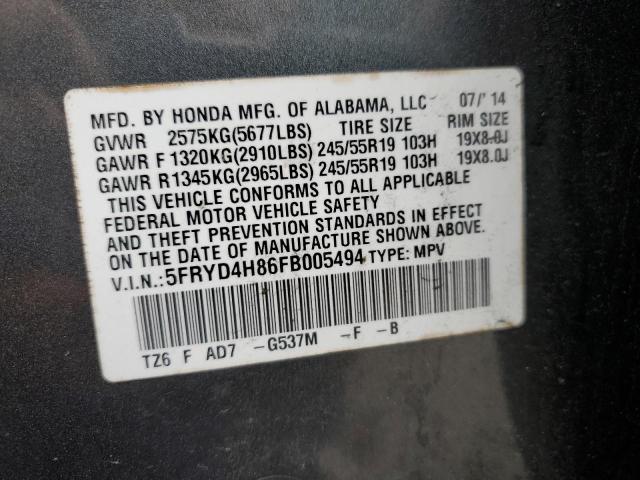 MFD. BY HONDA MFG. OF ALABAMA, LLC 07/'14
GVWR 2575KG(5677LBS) TIRE SIZE RIM SIZE
GAWR F 1320KG(2910LBS) 245/55R19 103H 19X8.0J
GAWR R1345KG(2965LBS) 245/55R19 103H 19X8.0J
THIS VEHICLE CONFORMS TO ALL APPLICABLE
FEDERAL MOTOR VEHICLE SAFETY
AND THEFT PREVENTION STANDARDS IN EFFECT
ON THE DATE OF MANUFACTURE SHOWN ABOVE.
V.I.N.: 5FRYD4H86FB005494 TYPE: MPV
TZ6 F AD7 -G537M -F -B